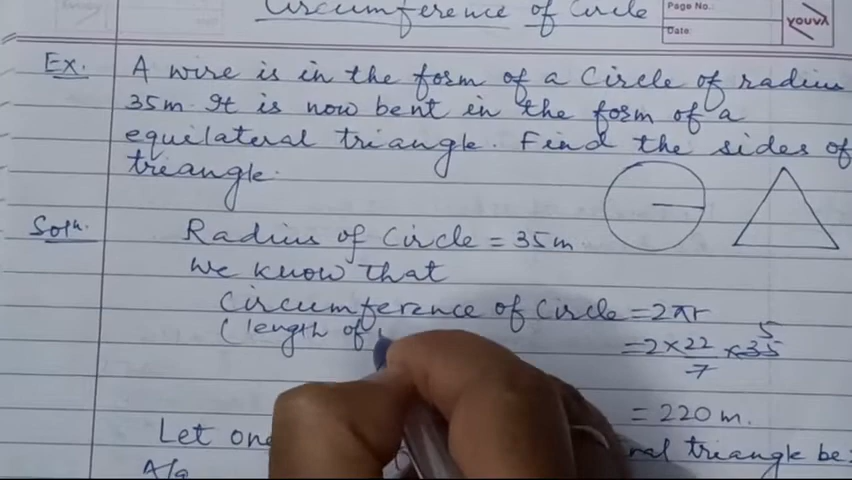 Circumference of Circle
Page No.:
Date:
YOUVA
Ex. A wire is in the form of a Circle of radius
35m. It is now bent in the form of a
equilateral triangle. Find the sides of
triangle.
Soln. Radius of Circle = 35m.
We know that
Circumference of Circle = 2πr
(length of
= 2 × 22/7 × 35 5
= 220 m.
Let one
triangle be
A/q